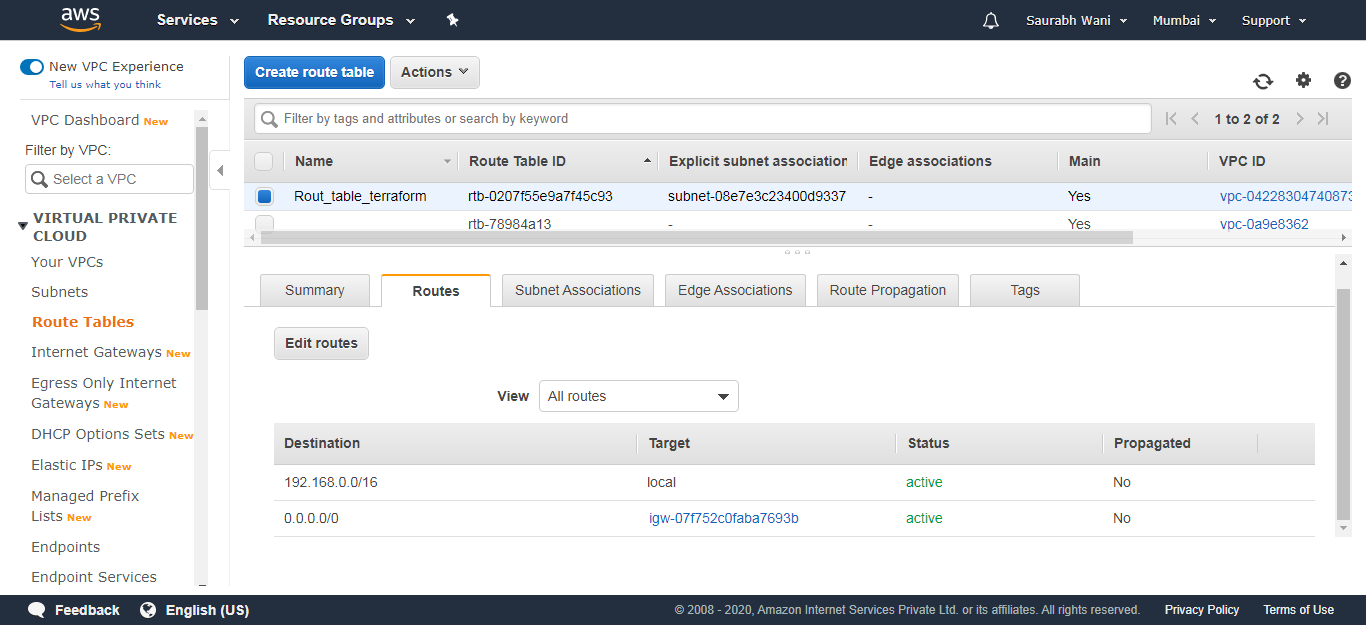 aws Services Resource Groups Saurabh Wani Mumbai Support
New VPC Experience
Tell us what you think
VPC Dashboard New
Filter by VPC:
Select a VPC
VIRTUAL PRIVATE
CLOUD
Your VPCs
Subnets
Route Tables
Internet Gateways New
Egress Only Internet
Gateways New
DHCP Options Sets New
Elastic IPs New
Managed Prefix
Lists New
Endpoints
Endpoint Services
Create route table Actions
Filter by tags and attributes or search by keyword 1 to 2 of 2
Name Route Table ID Explicit subnet association Edge associations Main VPC ID
Rout_table_terraform rtb-0207f55e9a7f45c93 subnet-08e7e3c23400d9337 - Yes vpc-04228304740873
rtb-78984a13 - - Yes vpc-0a9e8362
Summary Routes Subnet Associations Edge Associations Route Propagation Tags
Edit routes
View All routes
Destination Target Status Propagated
192.168.0.0/16 local active No
0.0.0.0/0 igw-07f752c0faba7693b active No
Feedback English (US) © 2008 - 2020, Amazon Internet Services Private Ltd. or its affiliates. All rights reserved. Privacy Policy Terms of Use